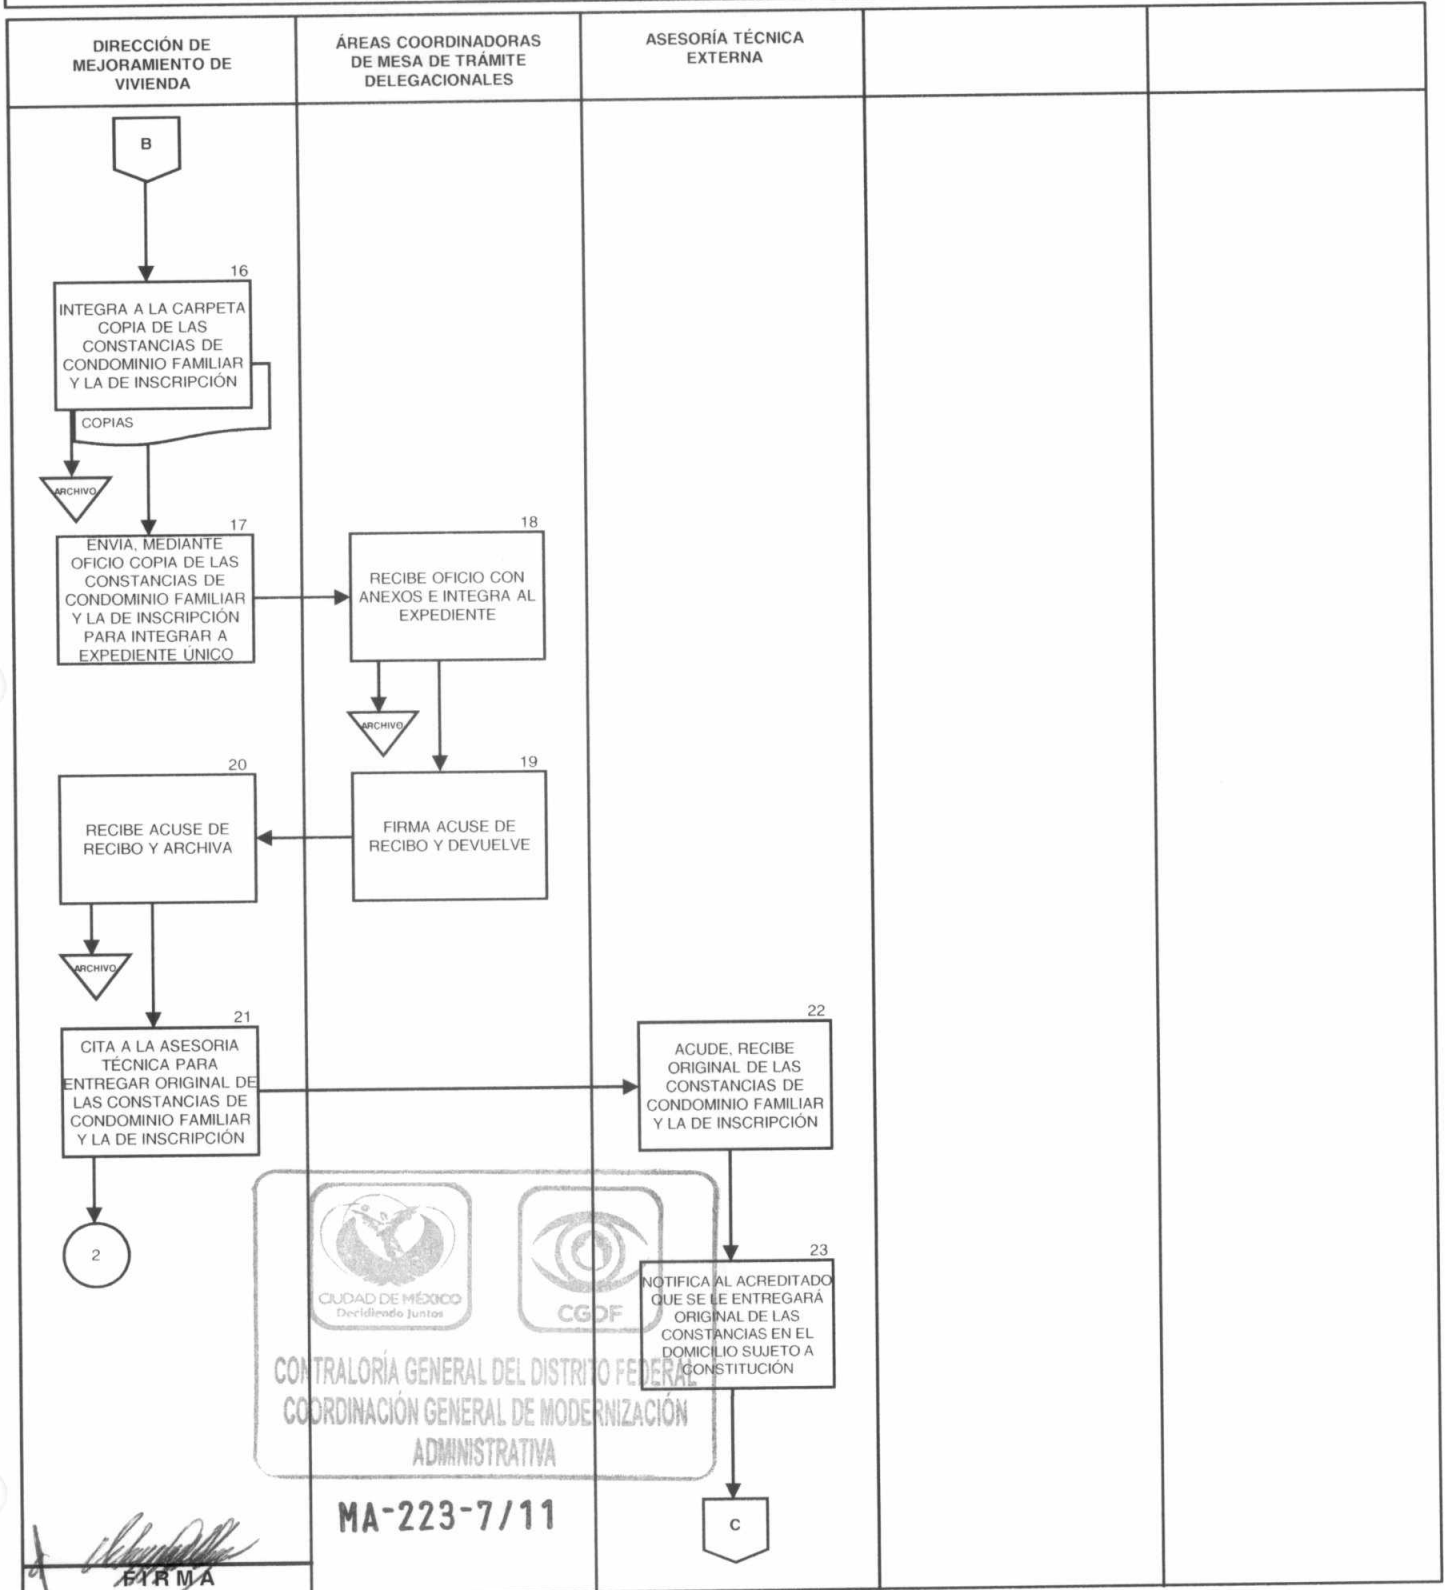 DIRECCIÓN DE
MEJORAMIENTO DE
VIVIENDA
ÁREAS COORDINADORAS
DE MESA DE TRÁMITE
DELEGACIONALES
ASESORÍA TÉCNICA
EXTERNA
B
16
INTEGRA A LA CARPETA
COPIA DE LAS
CONSTANCIAS DE
CONDOMINIO FAMILIAR
Y LA DE INSCRIPCIÓN
COPIAS
ARCHIVO
17
ENVIA, MEDIANTE
OFICIO COPIA DE LAS
CONSTANCIAS DE
CONDOMINIO FAMILIAR
Y LA DE INSCRIPCIÓN
PARA INTEGRAR A
EXPEDIENTE ÚNICO
18
RECIBE OFICIO CON
ANEXOS E INTEGRA AL
EXPEDIENTE
ARCHIVO
19
FIRMA ACUSE DE
RECIBO Y DEVUELVE
20
RECIBE ACUSE DE
RECIBO Y ARCHIVA
ARCHIVO
21
CITA A LA ASESORIA
TÉCNICA PARA
ENTREGAR ORIGINAL DE
LAS CONSTANCIAS DE
CONDOMINIO FAMILIAR
Y LA DE INSCRIPCIÓN
2
22
ACUDE, RECIBE
ORIGINAL DE LAS
CONSTANCIAS DE
CONDOMINIO FAMILIAR
Y LA DE INSCRIPCIÓN
23
NOTIFICA AL ACREDITADO
QUE SE LE ENTREGARÁ
ORIGINAL DE LAS
CONSTANCIAS EN EL
DOMICILIO SUJETO A
CONSTITUCIÓN
C
CIUDAD DE MÉXICO
Decidiendo Juntos
CGDF
CONTRALORÍA GENERAL DEL DISTRITO FEDERAL
COORDINACIÓN GENERAL DE MODERNIZACIÓN
ADMINISTRATIVA
MA-223-7/11
FIRMA